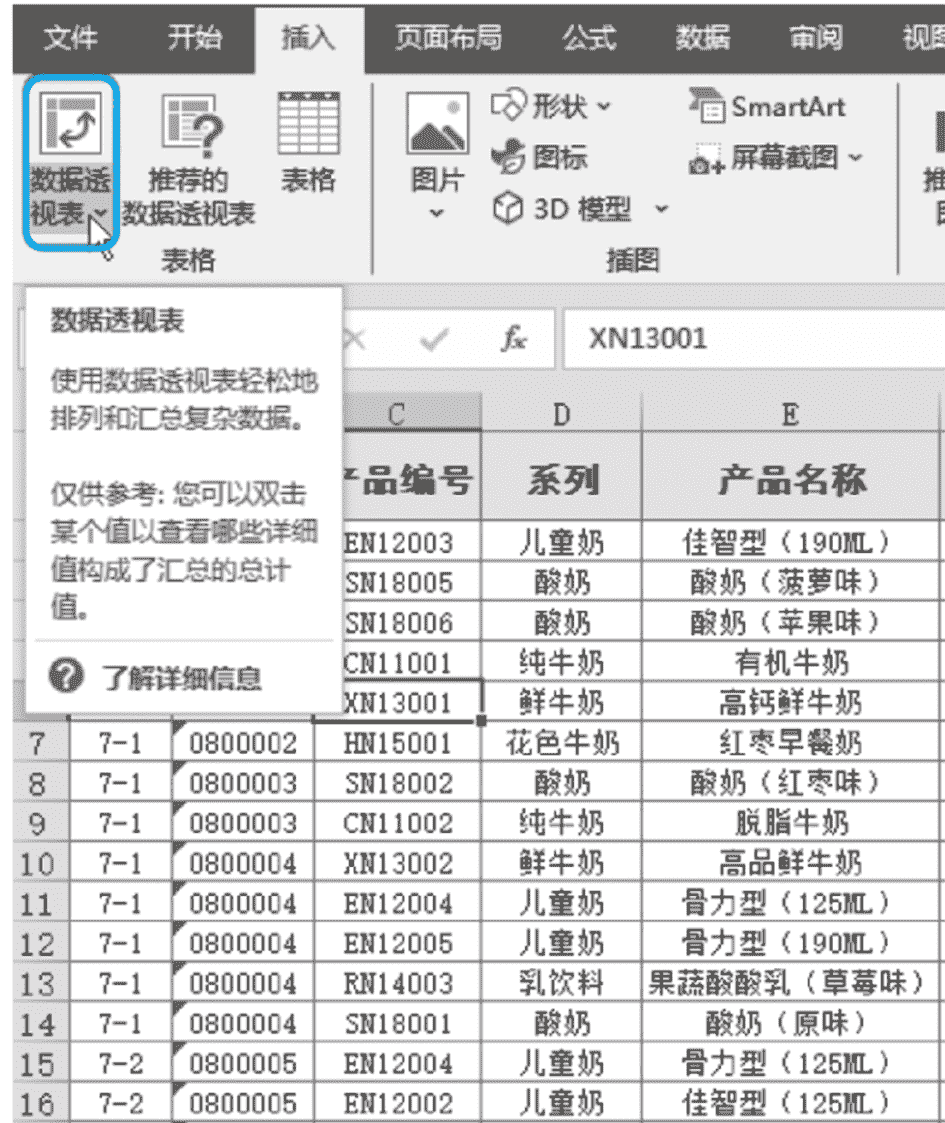 文件 开始 插入 页面布局 公式 数据 审阅 视图
数据透视表
推荐的
数据透视表
表格
图片
形状
图标
3D 模型
SmartArt
屏幕截图
推
图
表格 插图
数据透视表
使用数据透视表轻松地
排列和汇总复杂数据。
仅供参考: 您可以双击
某个值以查看哪些详细
值构成了汇总的总计
值。
了解详细信息
fx XN13001
C D E
产品编号 系列 产品名称
EN12003 儿童奶 佳智型（190ML）
SN18005 酸奶 酸奶（菠萝味）
SN18006 酸奶 酸奶（苹果味）
CN11001 纯牛奶 有机牛奶
XN13001 鲜牛奶 高钙鲜牛奶
7 7-1 0800002 HN15001 花色牛奶 红枣早餐奶
8 7-1 0800003 SN18002 酸奶 酸奶（红枣味）
9 7-1 0800003 CN11002 纯牛奶 脱脂牛奶
10 7-1 0800004 XN13002 鲜牛奶 高品鲜牛奶
11 7-1 0800004 EN12004 儿童奶 骨力型（125ML）
12 7-1 0800004 EN12005 儿童奶 骨力型（190ML）
13 7-1 0800004 RN14003 乳饮料 果蔬酸酸乳（草莓味）
14 7-1 0800004 SN18001 酸奶 酸奶（原味）
15 7-2 0800005 EN12004 儿童奶 骨力型（125ML）
16 7-2 0800005 EN12002 儿童奶 佳智型（125ML）